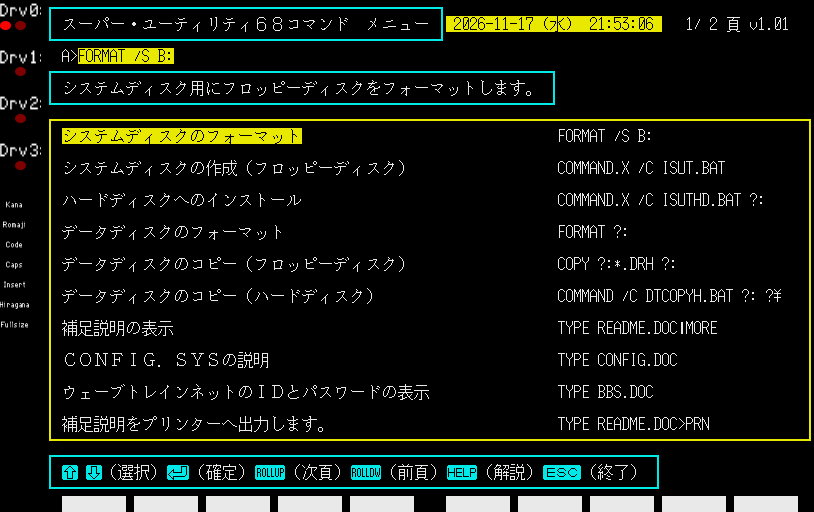 Drv0:
スーパー・ユーティリティ６８コマンド　メニュー
2026-11-17 (水) 21:53:06
1/ 2 頁 v1.01
Drv1:
A>FORMAT /S B:
システムディスク用にフロッピーディスクをフォーマットします。
Drv2:
システムディスクのフォーマット FORMAT /S B:
Drv3:
システムディスクの作成（フロッピーディスク） COMMAND.X /C ISUT.BAT
ハードディスクへのインストール COMMAND.X /C ISUTHD.BAT ?:
データディスクのフォーマット FORMAT ?:
データディスクのコピー（フロッピーディスク） COPY ?:*.DRH ?:
データディスクのコピー（ハードディスク） COMMAND /C DTCOPYH.BAT ?: ?¥
補足説明の表示 TYPE README.DOC|MORE
ＣＯＮＦＩＧ．ＳＹＳの説明 TYPE CONFIG.DOC
ウェーブトレインネットのＩＤとパスワードの表示 TYPE BBS.DOC
補足説明をプリンターへ出力します。 TYPE README.DOC>PRN
Kana
Romaji
Code
Caps
Insert
Hiragana
Fullsize
⇧ ⇩（選択） ⏎（確定） ROLLUP（次頁） ROLLDW（前頁） HELP（解説） ESC（終了）